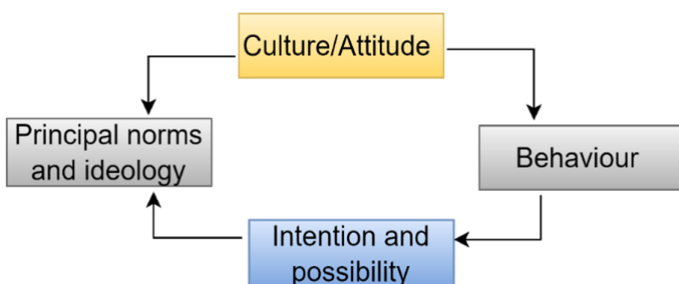 Culture/Attitude
Principal norms
and ideology
Behaviour
Intention and
possibility